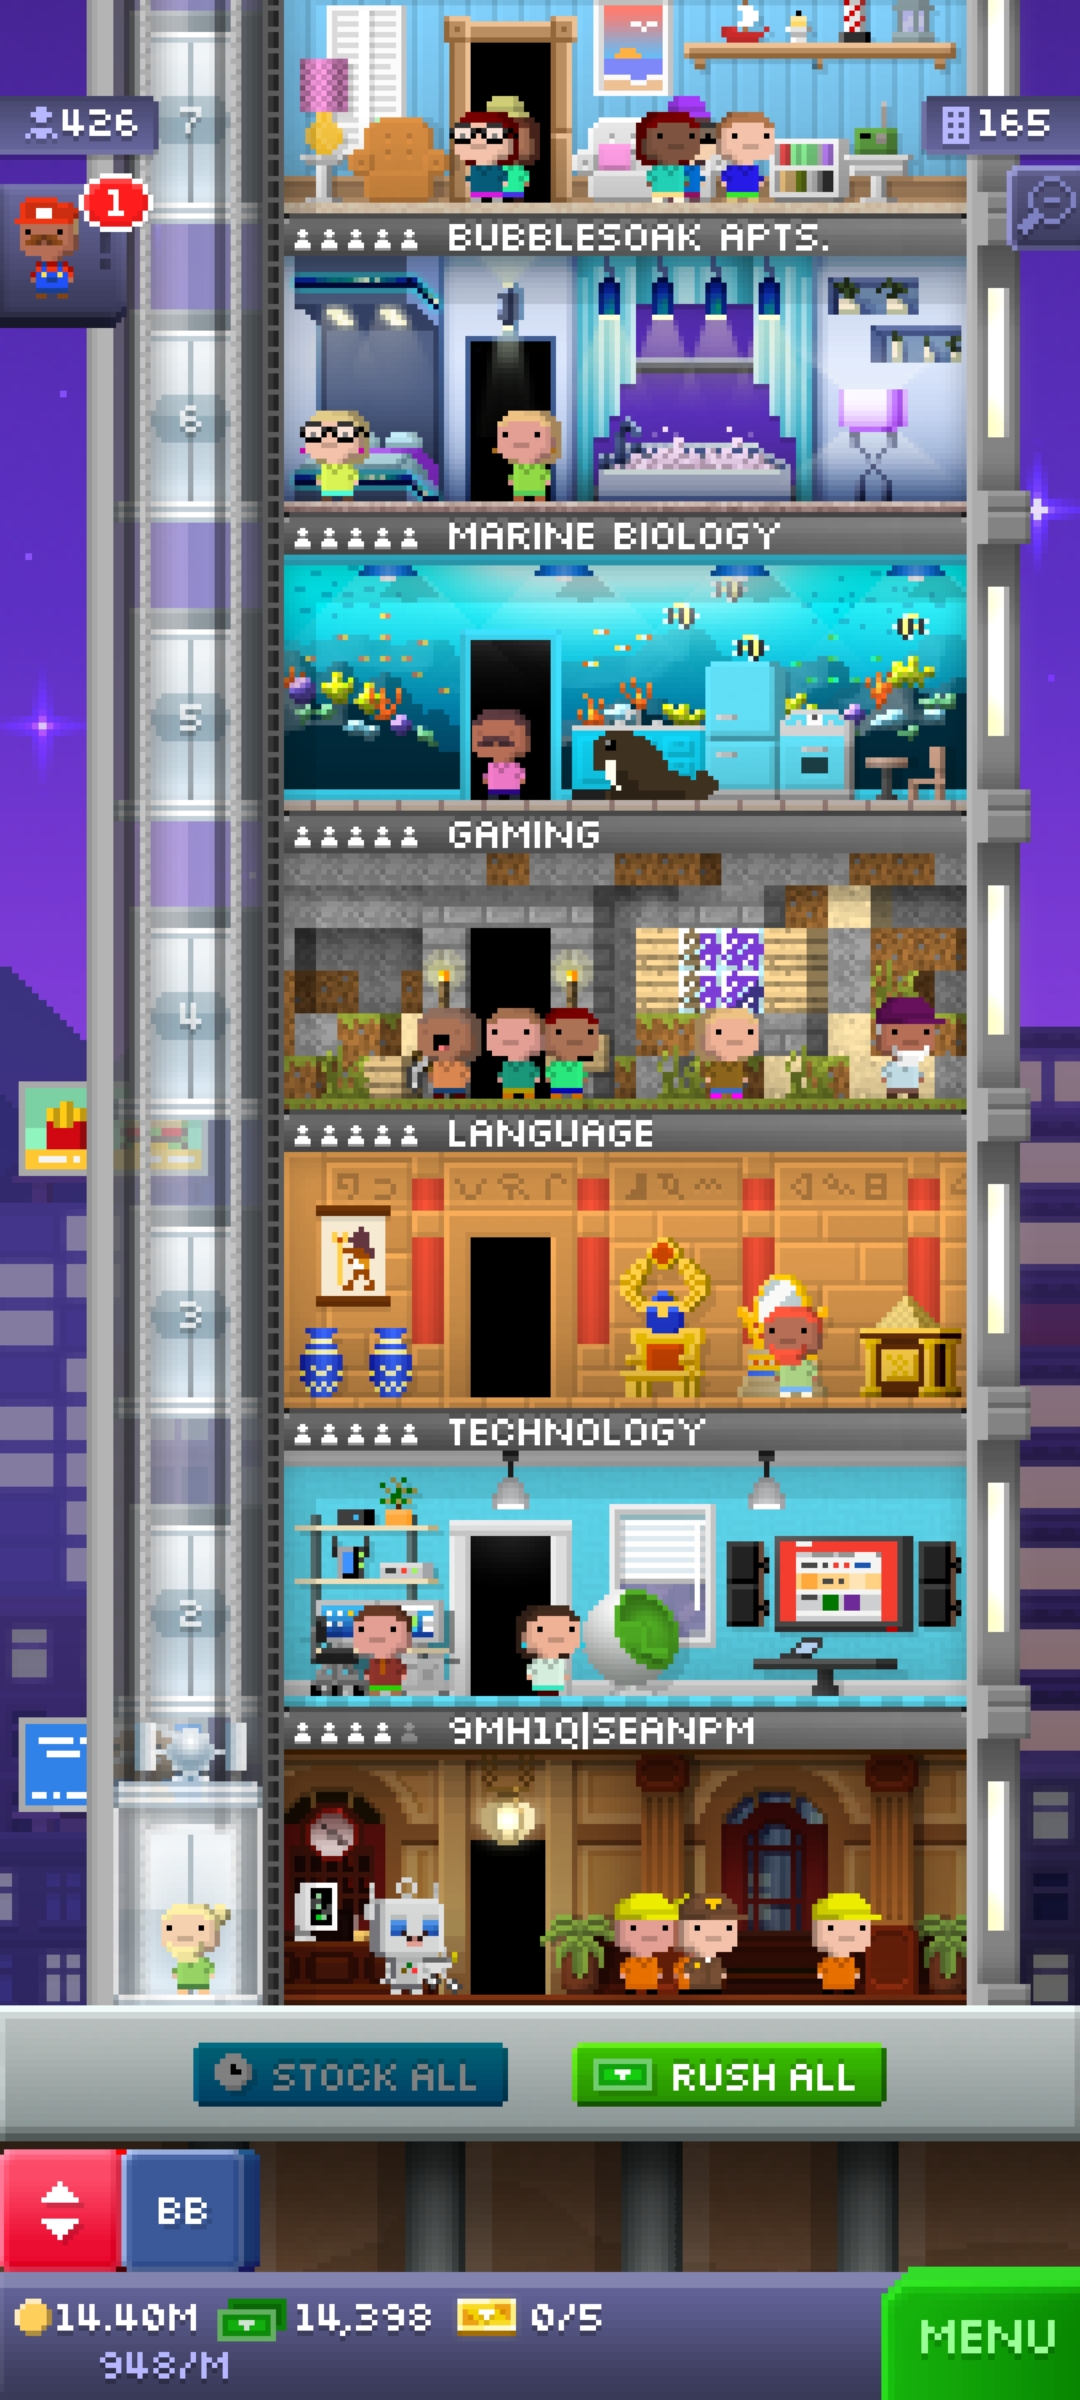 7
426
165
1
BUBBLESOAK APTS.
6
MARINE BIOLOGY
5
GAMING
4
LANGUAGE
3
TECHNOLOGY
2
9MH1Q|SEANPM
STOCK ALL
RUSH ALL
BB
14.40M
14,398
0/5
948/M
MENU